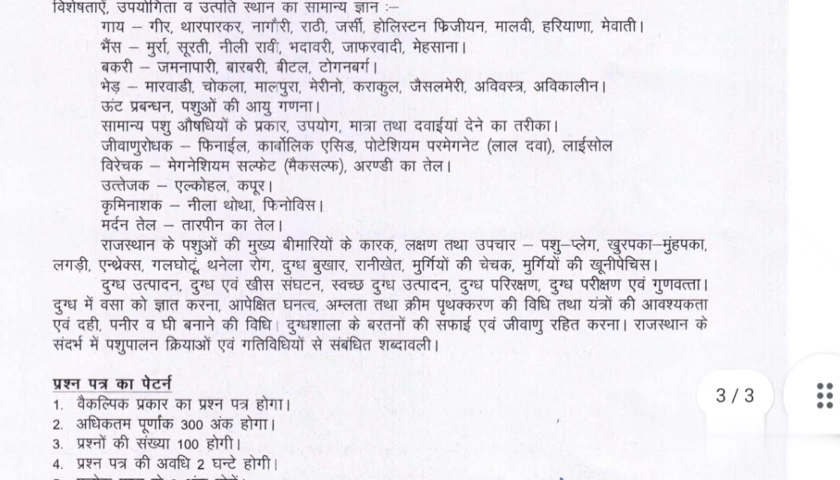 विशेषताऐं, उपयोगिता व उत्पति स्थान का सामान्य ज्ञान :–
गाय – गीर, थारपारकर, नागौरी, राठी, जर्सी, होलिस्टन फ्रिजीयन, मालवी, हरियाणा, मेवाती।
भैंस – मुर्रा, सूरती, नीली रावी, भदावरी, जाफरवादी, मेहसाना।
बकरी – जमनापारी, बारबरी, बीटल, टोगनबर्ग।
भेड़ – मारवाडी, चोकला, मालपुरा, मेरीनो, कराकुल, जैसलमेरी, अविवस्त्र, अविकालीन।
ऊंट प्रबन्धन, पशुओं की आयु गणना।
सामान्य पशु औषधियों के प्रकार, उपयोग, मात्रा तथा दवाईयां देने का तरीका।
जीवाणुरोधक – फिनाईल, कार्बोलिक एसिड, पोटेशियम परमेगनेट (लाल दवा), लाईसोल
विरेचक – मेगनेशियम सल्फेट (मैकसल्फ), अरण्डी का तेल।
उत्तेजक – एल्कोहल, कपूर।
कृमिनाशक – नीला थोथा, फिनोविस।
मर्दन तेल – तारपीन का तेल।
राजस्थान के पशुओं की मुख्य बीमारियों के कारक, लक्षण तथा उपचार – पशु–प्लेग, खुरपका–मुंहपका,
लगड़ी, एन्थ्रेक्स, गलघोटूं, थनेला रोग, दुग्ध बुखार, रानीखेत, मुर्गियों की चेचक, मुर्गियों की खूनीपेचिस।
दुग्ध उत्पादन, दुग्ध एवं खीस संघटन, स्वच्छ दुग्ध उत्पादन, दुग्ध परिरक्षण, दुग्ध परीक्षण एवं गुणवत्ता।
दुग्ध में वसा को ज्ञात करना, आपेक्षित घनत्व, अम्लता तथा क्रीम पृथक्करण की विधि तथा यंत्रों की आवश्यकता
एवं दही, पनीर व घी बनाने की विधि। दुग्धशाला के बरतनों की सफाई एवं जीवाणु रहित करना। राजस्थान के
संदर्भ में पशुपालन क्रियाओं एवं गतिविधियों से संबंधित शब्दावली।
प्रश्न पत्र का पेटर्न
1. वैकल्पिक प्रकार का प्रश्न पत्र होगा।
2. अधिकतम पूर्णांक 300 अंक होगा।
3. प्रश्नों की संख्या 100 होगी।
4. प्रश्न पत्र की अवधि 2 घन्टे होगी।
3 / 3